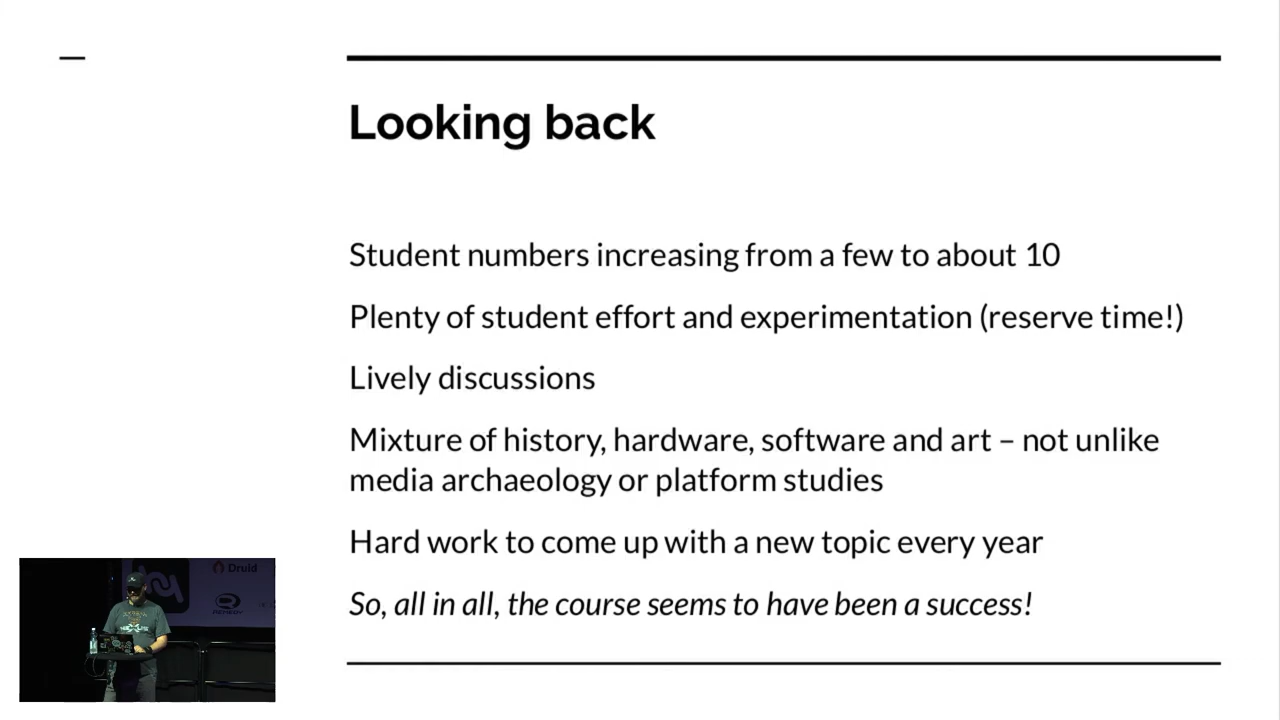 Looking back
Student numbers increasing from a few to about 10
Plenty of student effort and experimentation (reserve time!)
Lively discussions
Mixture of history, hardware, software and art – not unlike
media archaeology or platform studies
Hard work to come up with a new topic every year
So, all in all, the course seems to have been a success!
Druid
REMEDY